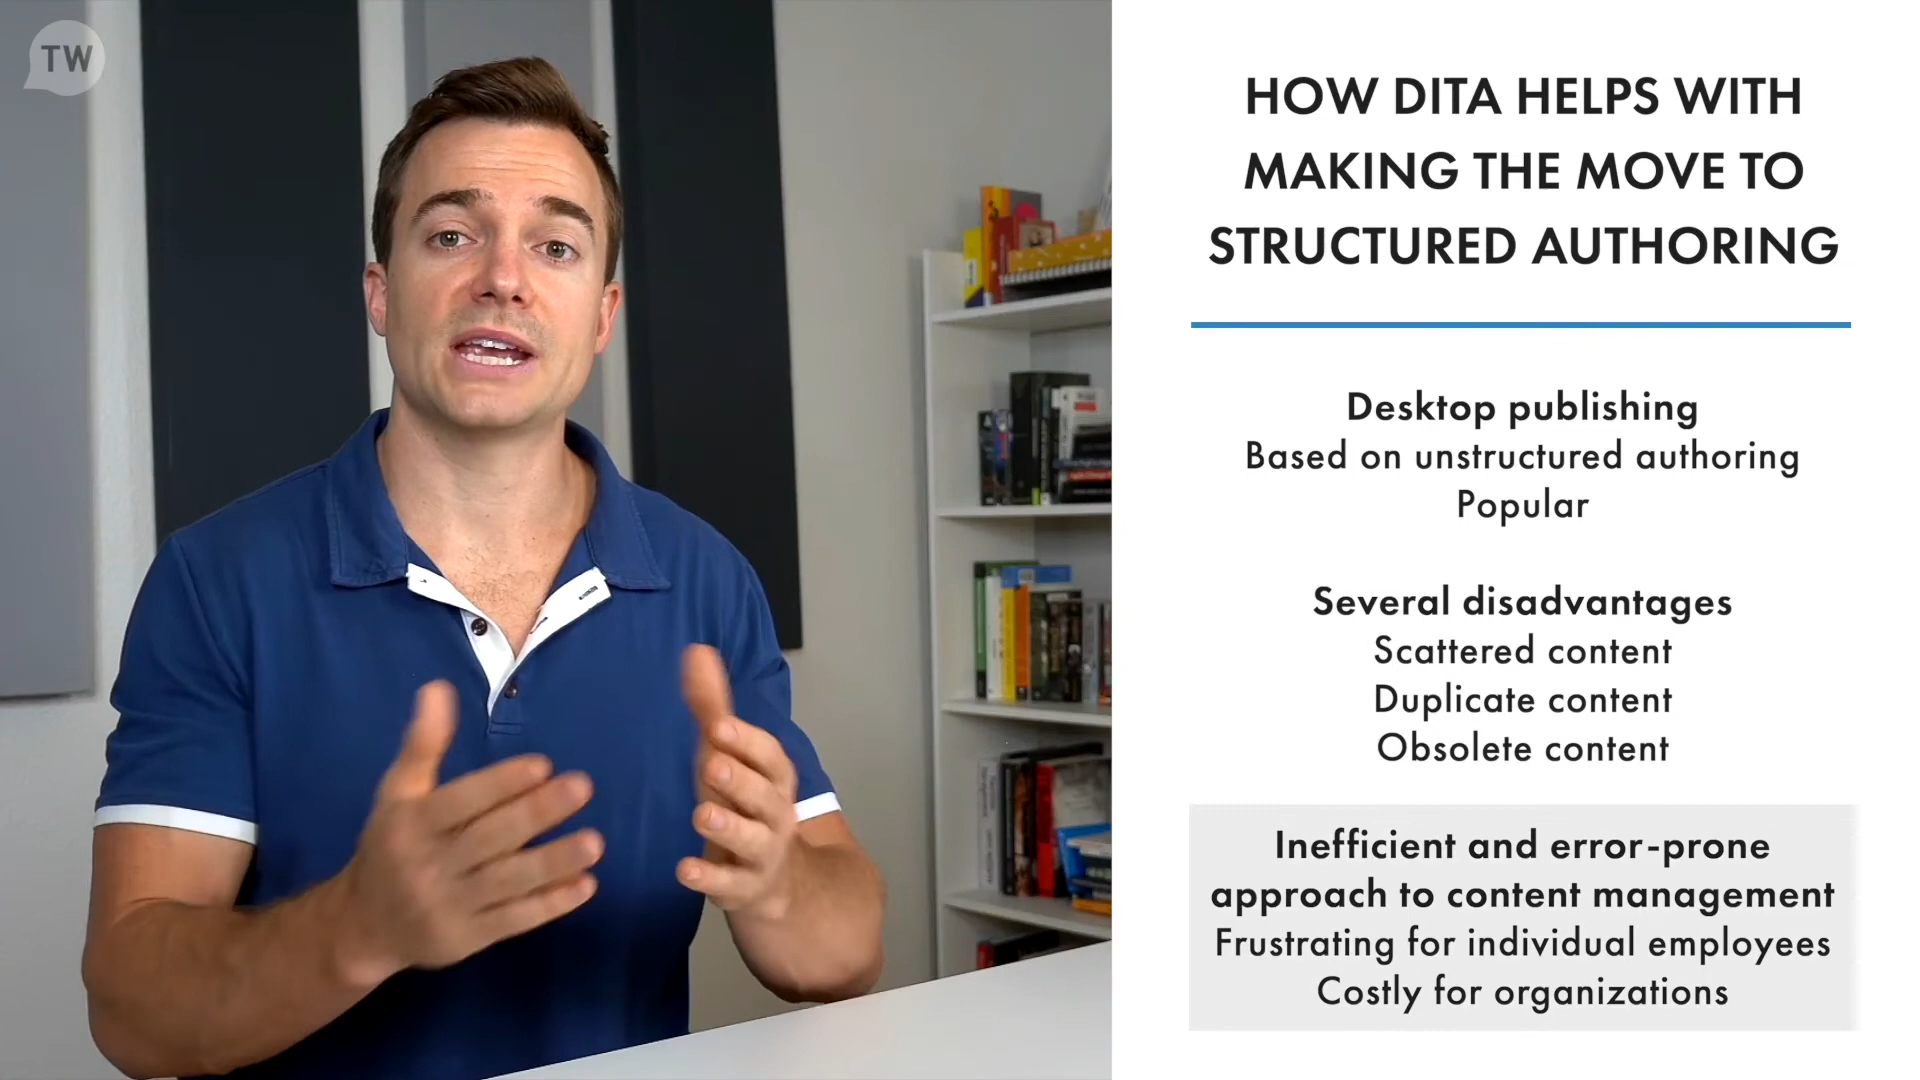 TW
HOW DITA HELPS WITH
MAKING THE MOVE TO
STRUCTURED AUTHORING
Desktop publishing
Based on unstructured authoring
Popular
Several disadvantages
Scattered content
Duplicate content
Obsolete content
Inefficient and error-prone
approach to content management
Frustrating for individual employees
Costly for organizations